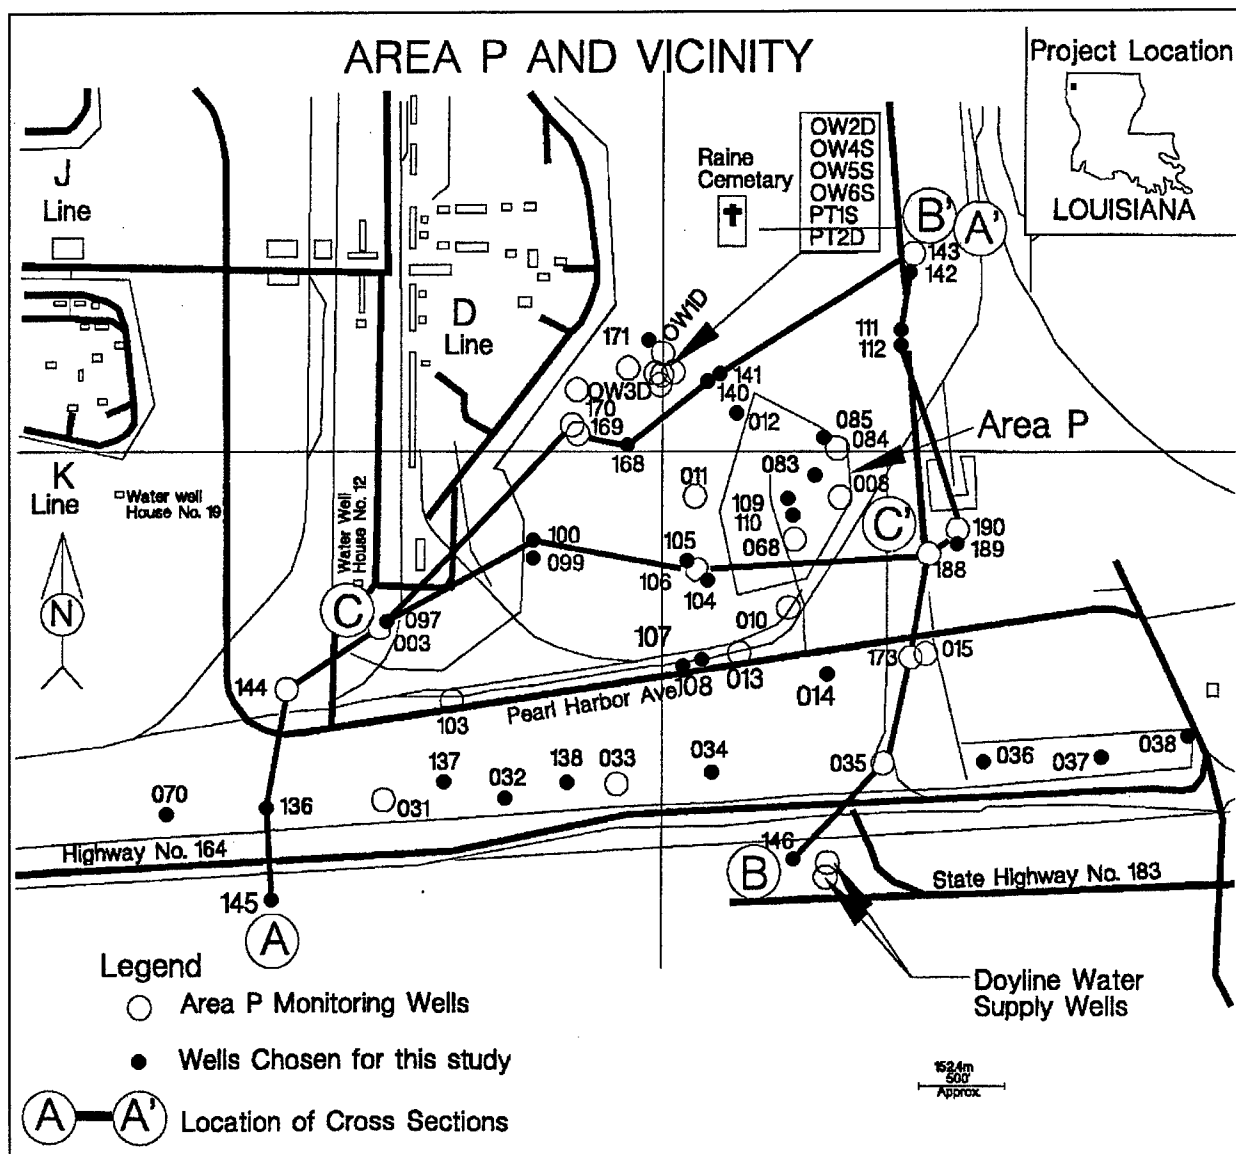 AREA P AND VICINITY
Project Location
LOUISIANA
OW2D
OW4S
OW5S
OW6S
PT1S
PT2D
Raine
Cemetary
B'
A'
143
142
J
Line
D
Line
171
OW1D
111
112
OW3D
141
140
170
169
012
085
084
Area P
168
083
011
008
K
Line
Water well
House No. 19
Water Well
House No. 12
109
110
C'
190
189
100
099
105
106
068
188
104
N
C
097
003
010
107
108
013
173
015
014
144
103
Pearl Harbor Ave.
137
138
033
034
035
036
037
038
070
136
031
032
Highway No. 164
146
B
State Highway No. 183
145
A
Doyline Water
Supply Wells
Legend
Area P Monitoring Wells
Wells Chosen for this study
A
A'
Location of Cross Sections
152.4m
500'
Approx.